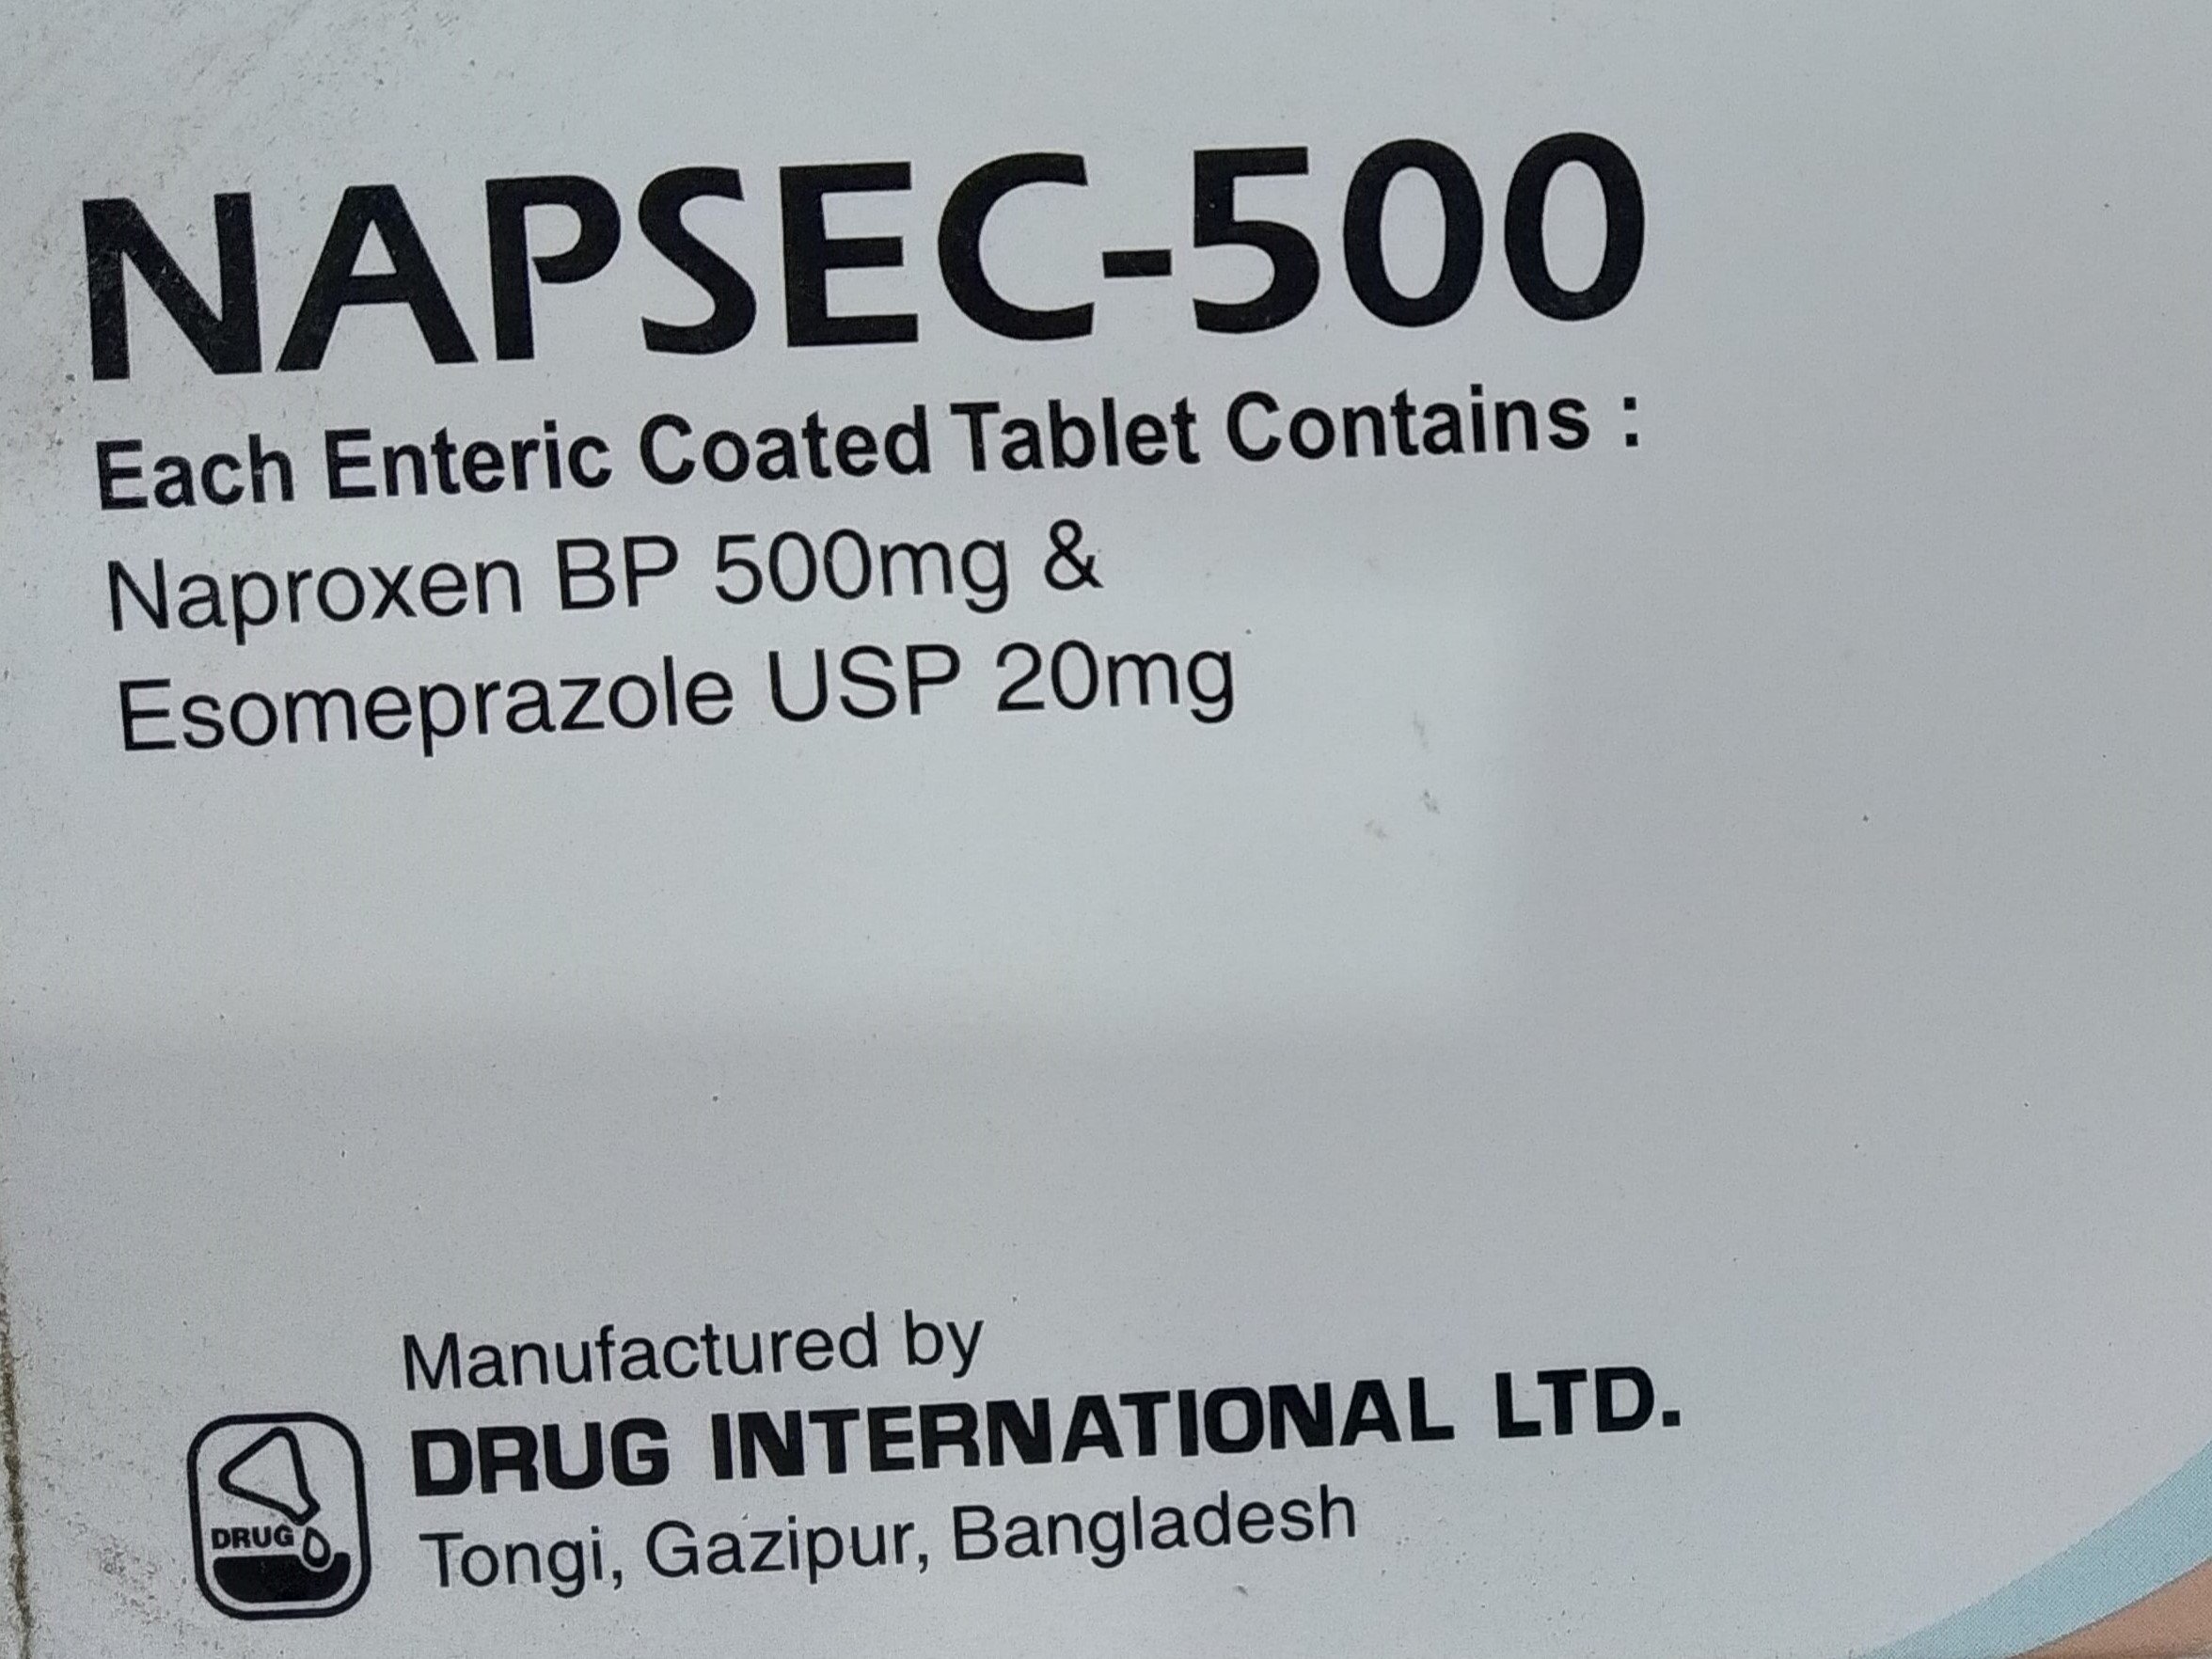 NAPSEC-500
Each Enteric Coated Tablet Contains :
Naproxen BP 500mg &
Esomeprazole USP 20mg
Manufactured by
DRUG INTERNATIONAL LTD.
Tongi, Gazipur, Bangladesh
DRUG